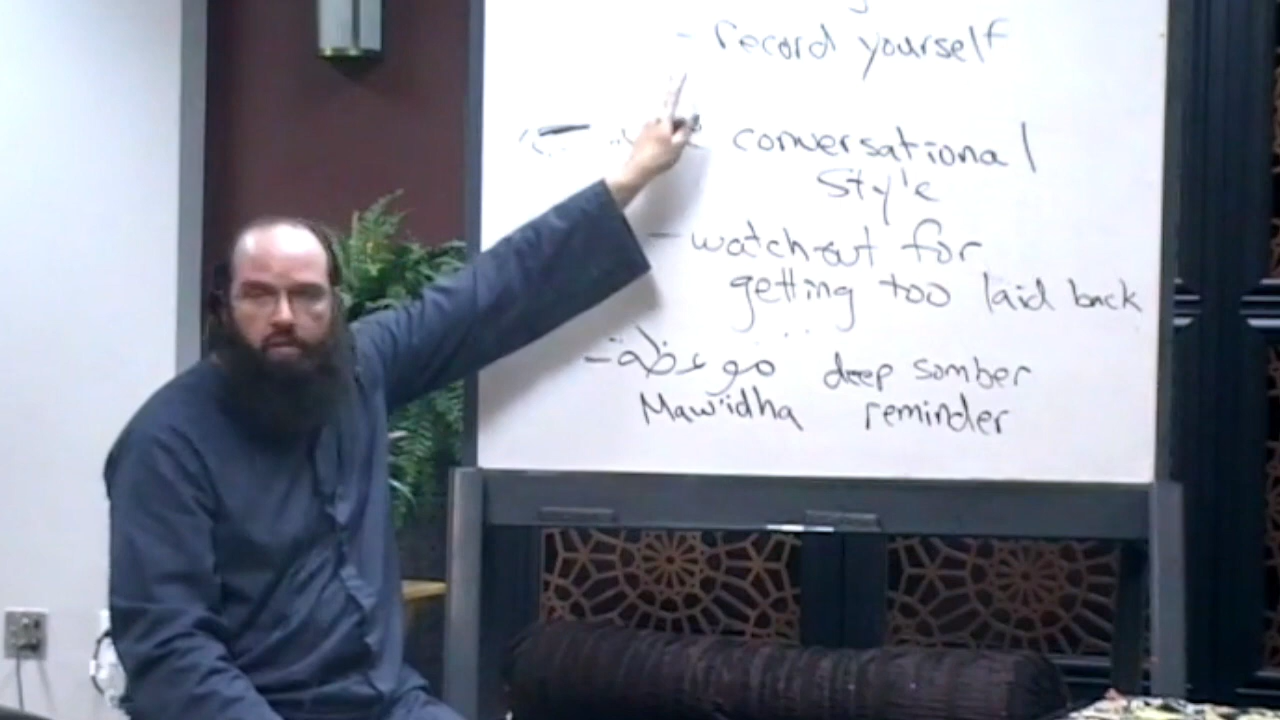 - record yourself
conversational
style
- watch out for
getting too laid back
- موعظة deep somber
Maw'idha reminder